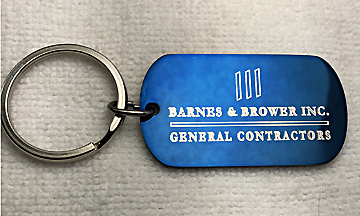 BARNES & BROWER INC.
GENERAL CONTRACTORS